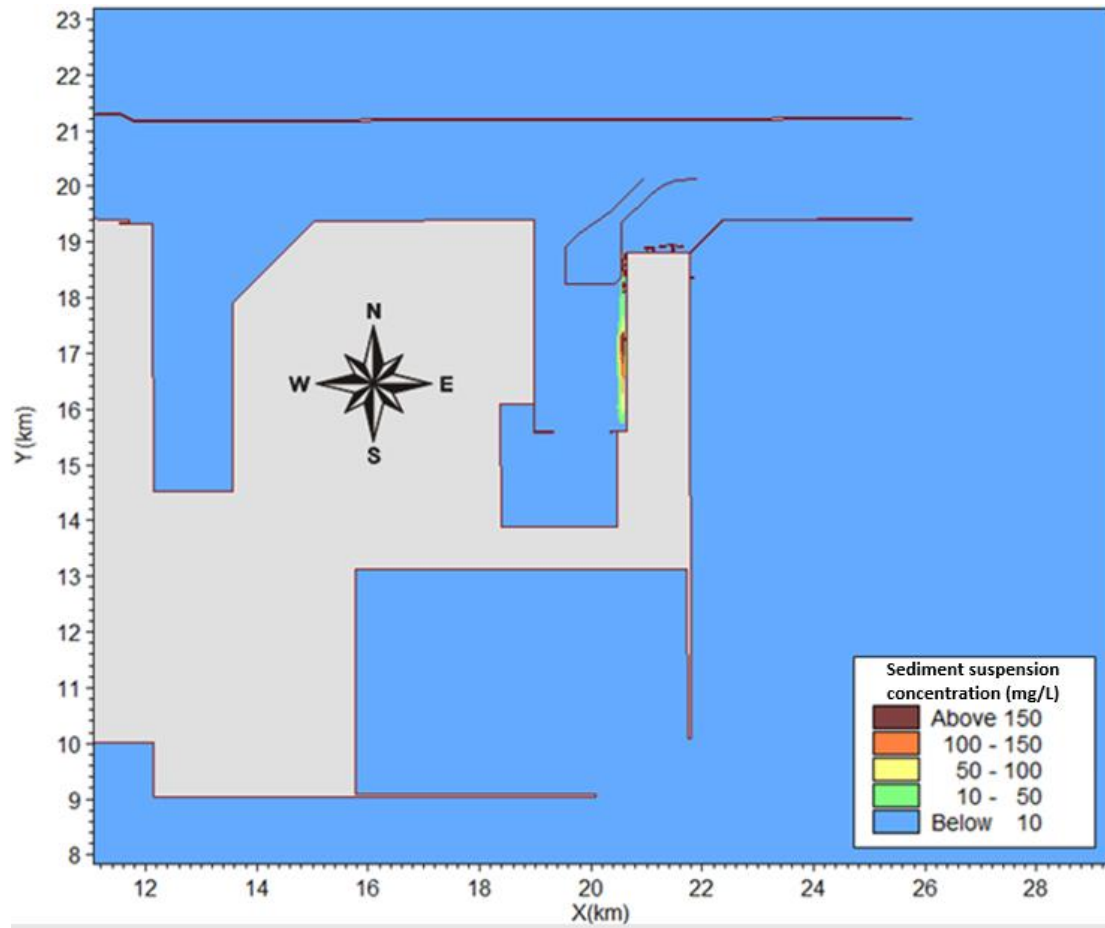 23
22
21
20
19
18
17
16
15
14
13
12
11
10
9
8
Y(km)
N
W E
S
Sediment suspension
concentration (mg/L)
Above 150
100 - 150
50 - 100
10 - 50
Below 10
12 14 16 18 20 22 24 26 28
X(km)